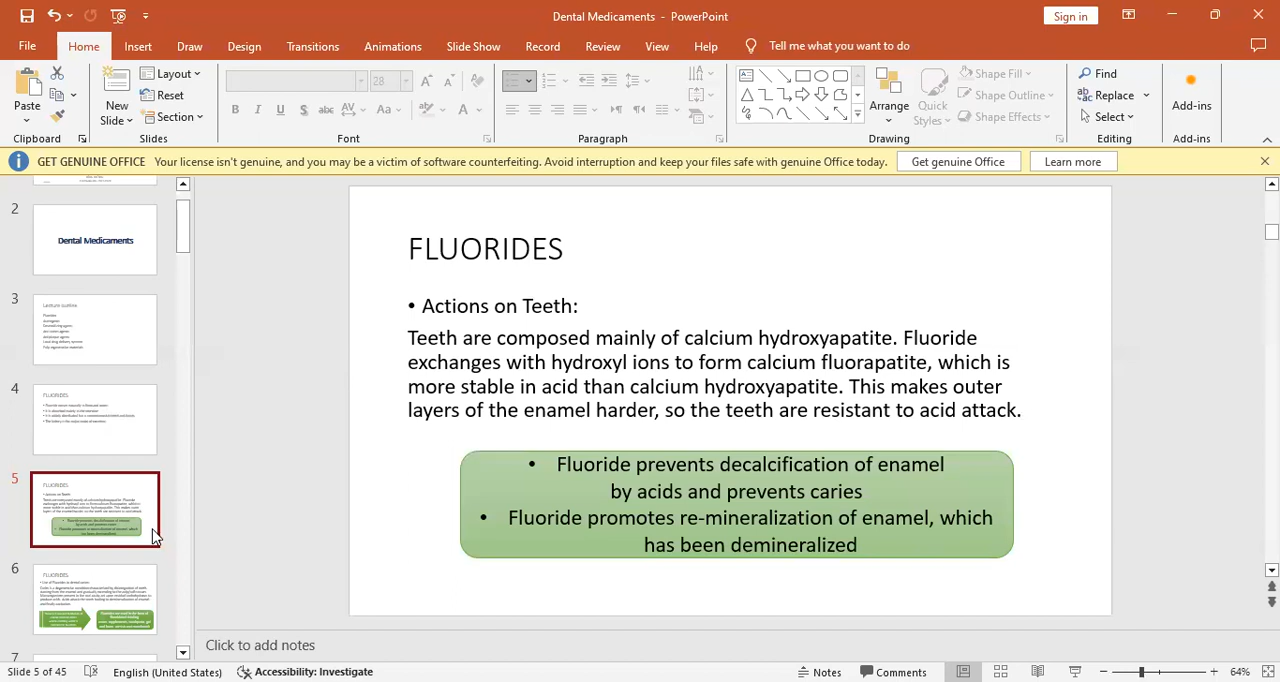 Dental Medicaments - PowerPoint
Sign in
File Home Insert Draw Design Transitions Animations Slide Show Record Review View Help Tell me what you want to do
Paste
Clipboard
New
Slide
Layout
Reset
Section
Slides
28
B I U S abc AV Aa A
Font
Paragraph
Arrange
Quick
Styles
Shape Fill
Shape Outline
Shape Effects
Drawing
Find
Replace
Select
Editing
Add-ins
Add-ins
GET GENUINE OFFICE Your license isn't genuine, and you may be a victim of software counterfeiting. Avoid interruption and keep your files safe with genuine Office today. Get genuine Office Learn more
2
Dental Medicaments
3
Lecture outline
4
FLUORIDES
5
FLUORIDES
6
FLUORIDES
7
FLUORIDES
• Actions on Teeth:
Teeth are composed mainly of calcium hydroxyapatite. Fluoride
exchanges with hydroxyl ions to form calcium fluorapatite, which is
more stable in acid than calcium hydroxyapatite. This makes outer
layers of the enamel harder, so the teeth are resistant to acid attack.
• Fluoride prevents decalcification of enamel
by acids and prevents caries
• Fluoride promotes re-mineralization of enamel, which
has been demineralized
Click to add notes
Slide 5 of 45 English (United States) Accessibility: Investigate Notes Comments 64%